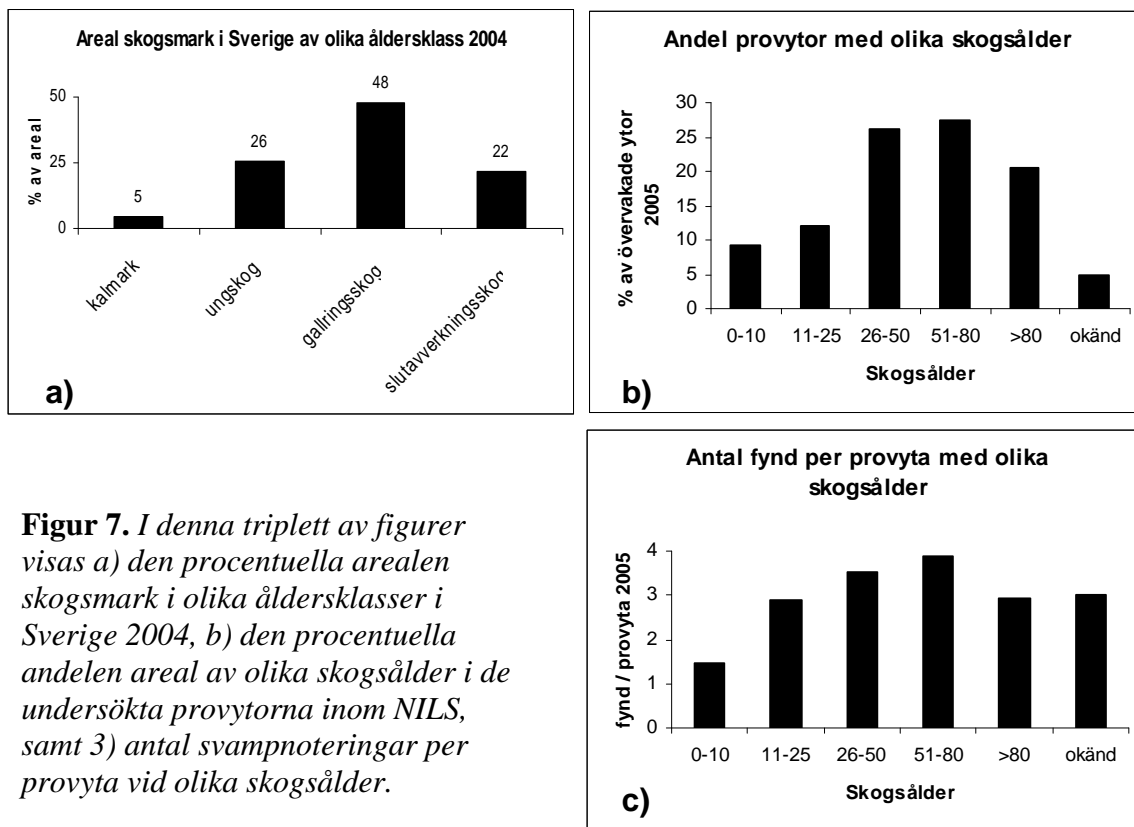 Areal skogsmark i Sverige av olika åldersklass 2004
% av areal
50
25
0
5
26
48
22
kalmark
ungskog
gallringsskog
slutavverkningsskog
a)
Andel provytor med olika skogsålder
% av övervakade ytor
2005
30
25
20
15
10
5
0
0-10 11-25 26-50 51-80 >80 okänd
Skogsålder
b)
Figur 7. I denna triplett av figurer
visas a) den procentuella arealen
skogsmark i olika åldersklasser i
Sverige 2004, b) den procentuella
andelen areal av olika skogsålder i de
undersökta provytorna inom NILS,
samt 3) antal svampnoteringar per
provyta vid olika skogsålder.
Antal fynd per provyta med olika
skogsålder
fynd / provyta 2005
4
3
2
1
0
0-10 11-25 26-50 51-80 >80 okänd
Skogsålder
c)